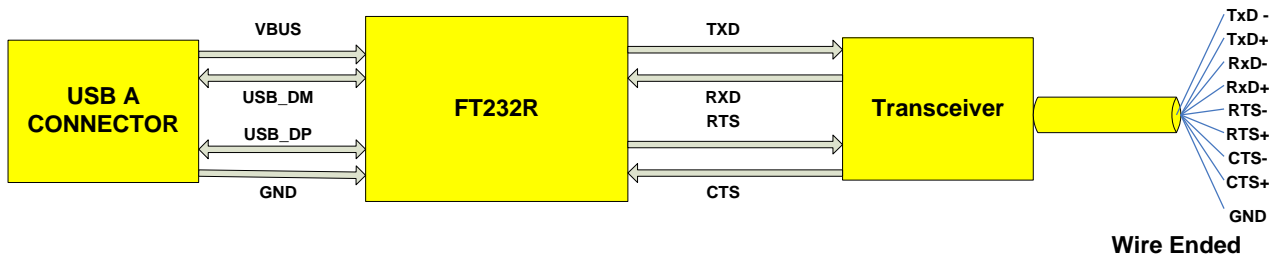 VBUS
USB A
CONNECTOR
USB_DM
USB_DP
GND
FT232R
TXD
RXD
RTS
CTS
Transceiver
TxD -
TxD+
RxD-
RxD+
RTS-
RTS+
CTS-
CTS+
GND
Wire Ended